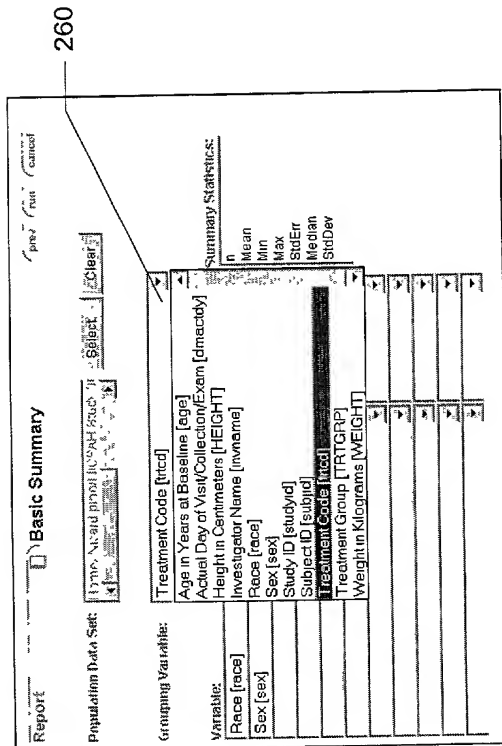 260
Report
Basic Summary
prev run cancel
Population Data Set:
Select
Clear
Grouping Variable:
Treatment Code [trtcd]
Age in Years at Baseline [age]
Actual Day of Visit/Collection/Exam [dmactdy]
Height in Centimeters [HEIGHT]
Investigator Name [invname]
Race [race]
Sex [sex]
Study ID [studyid]
Subject ID [subjid]
Treatment Code [trtcd]
Treatment Group [TRTGRP]
Weight in Kilograms [WEIGHT]
Variable:
Race [race]
Sex [sex]
Summary Statistics:
n
Mean
Min
Max
StdErr
Median
StdDev